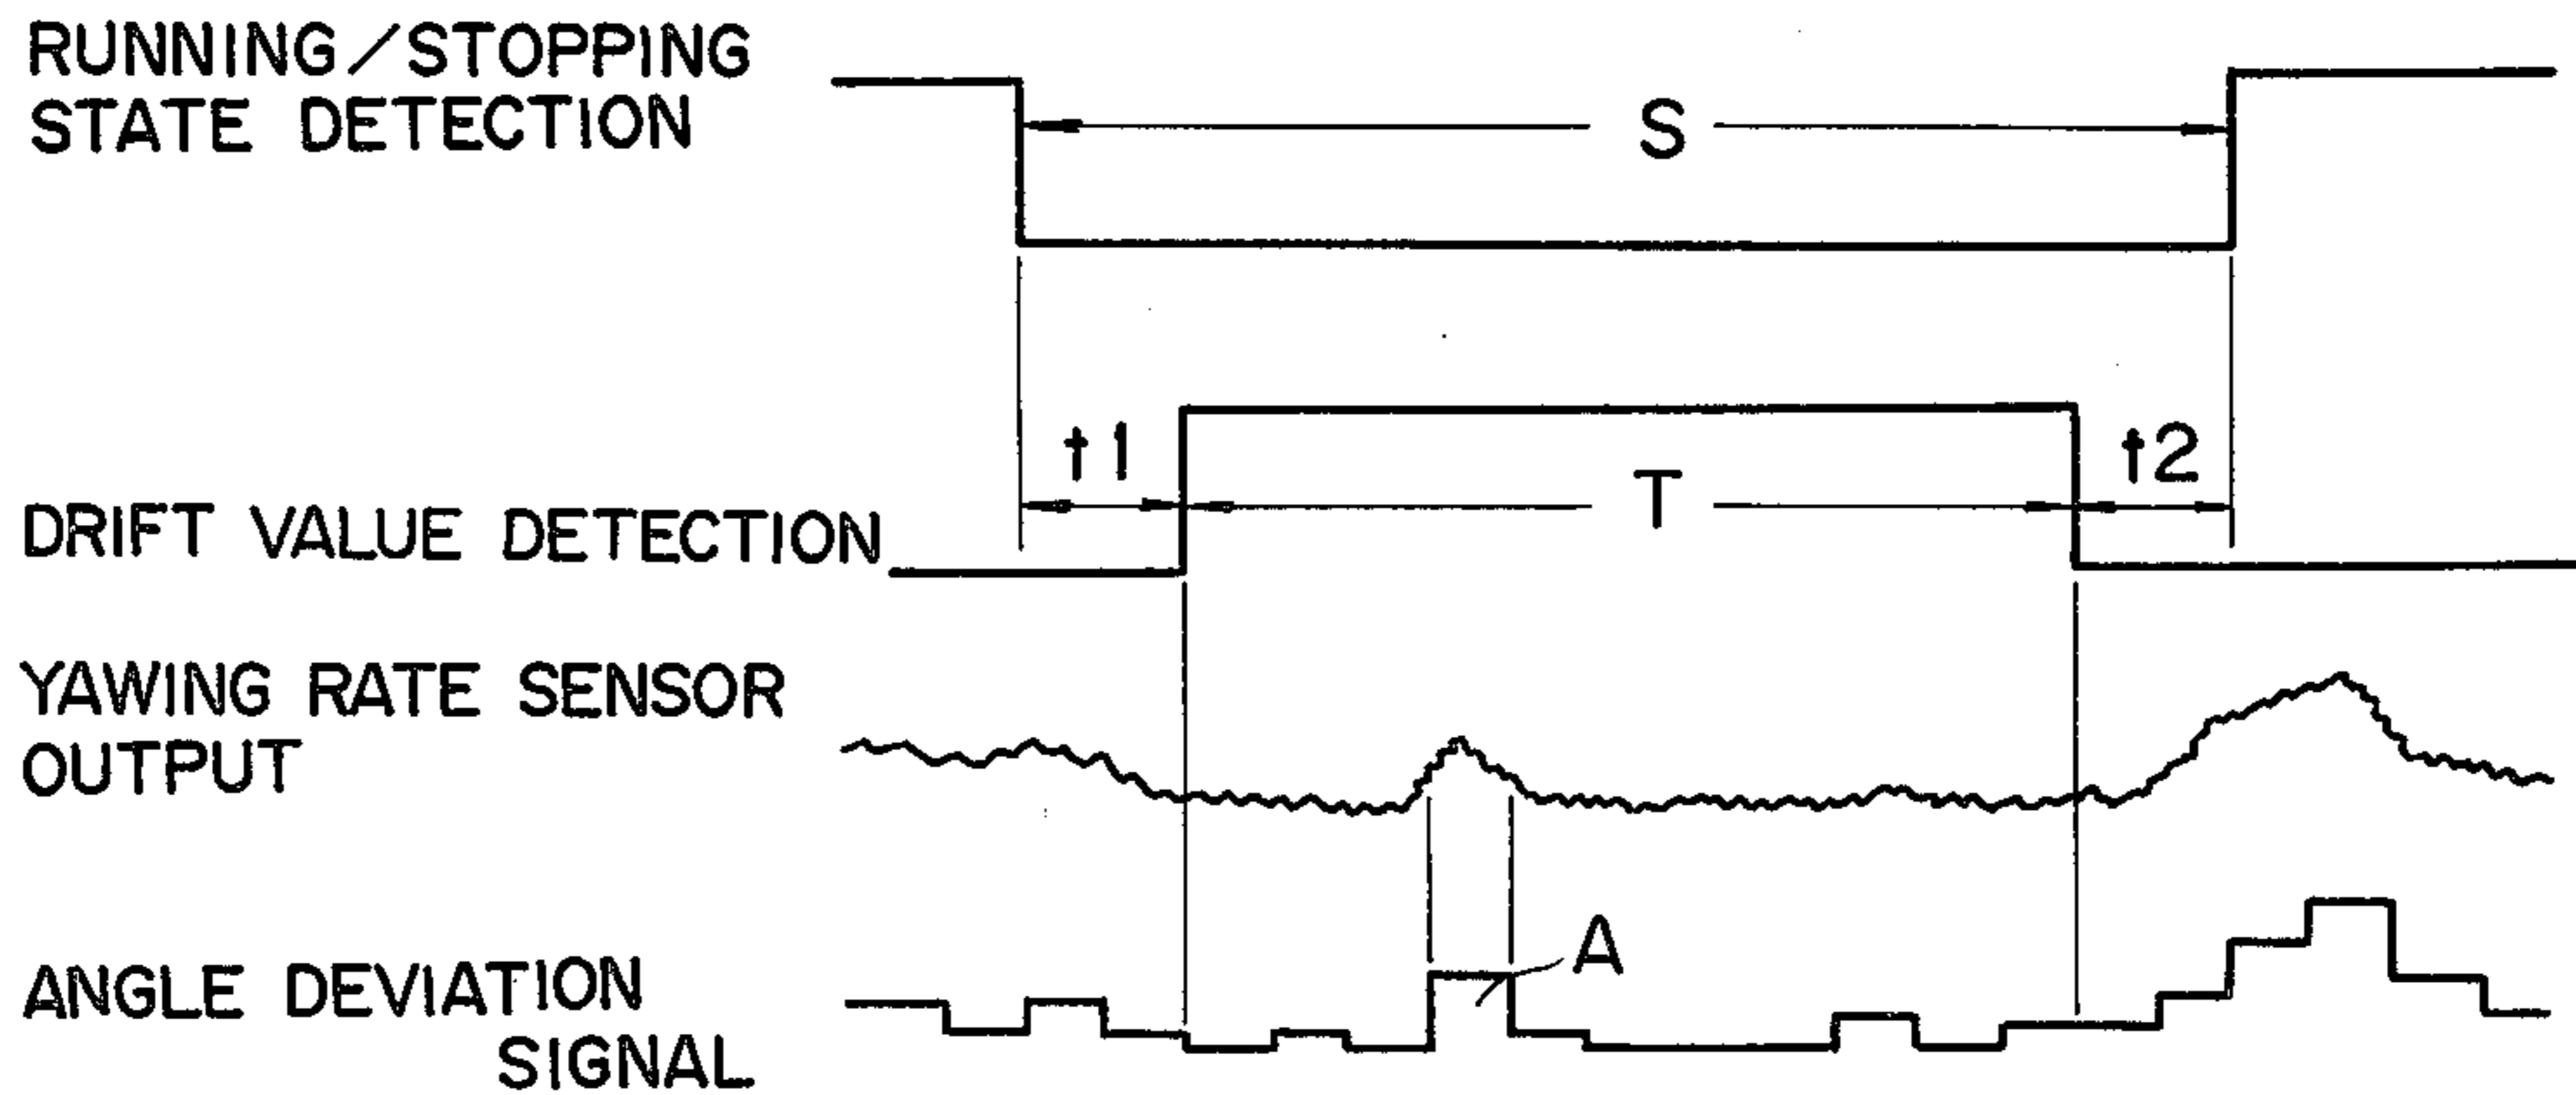 RUNNING/STOPPING
STATE DETECTION
S
t1
t2
T
DRIFT VALUE DETECTION
YAWING RATE SENSOR
OUTPUT
A
ANGLE DEVIATION
SIGNAL